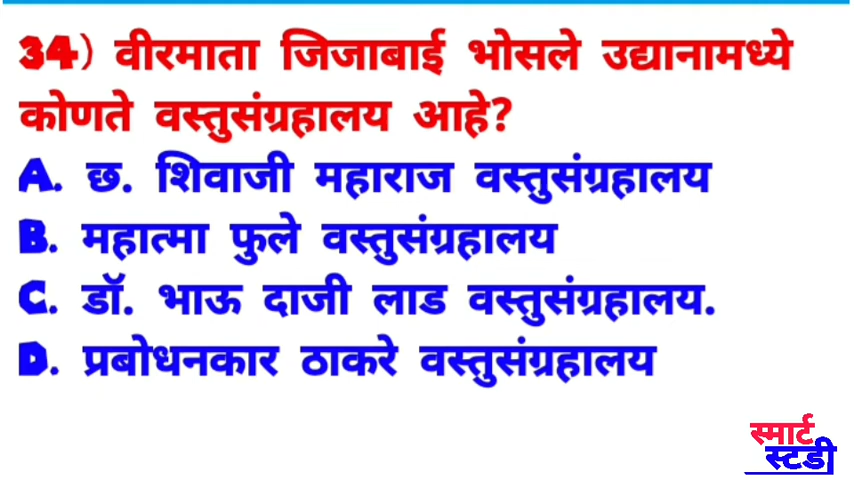 34) वीरमाता जिजाबाई भोसले उद्यानामध्ये
कोणते वस्तुसंग्रहालय आहे?
A. छ. शिवाजी महाराज वस्तुसंग्रहालय
B. महात्मा फुले वस्तुसंग्रहालय
C. डॉ. भाऊ दाजी लाड वस्तुसंग्रहालय.
D. प्रबोधनकार ठाकरे वस्तुसंग्रहालय
स्मार्ट
स्टडी